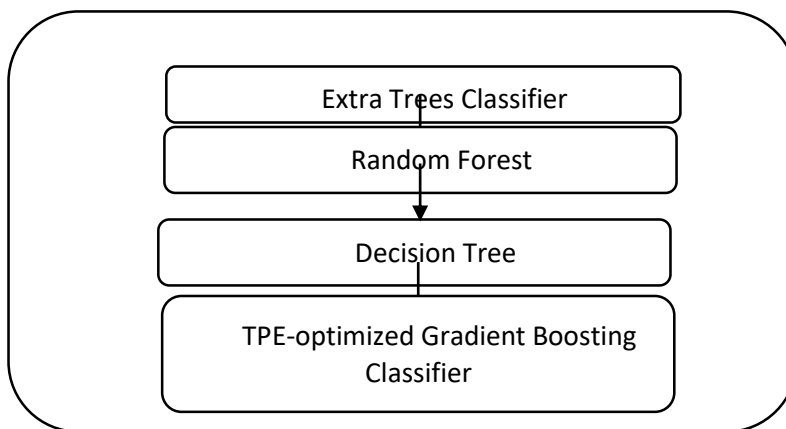 Extra Trees Classifier
Random Forest
Decision Tree
TPE-optimized Gradient Boosting
Classifier